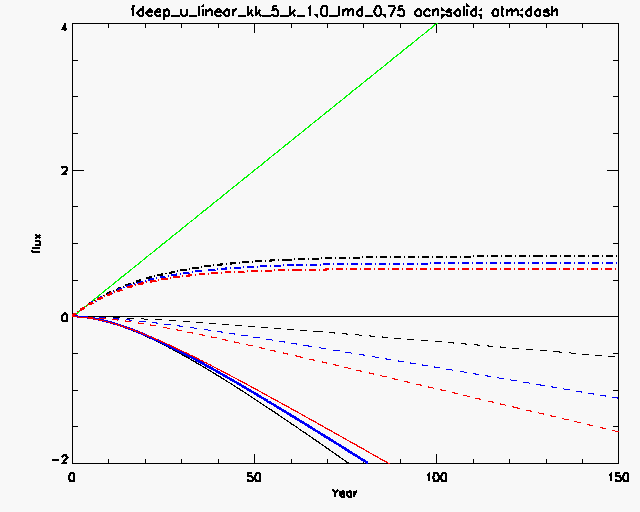 fdeep_u_linear_kk_5_k_1.0_lmd_0.75 ocn;solid; atm;dash
4
2
flux
0
-2
0 50 100 150
Year